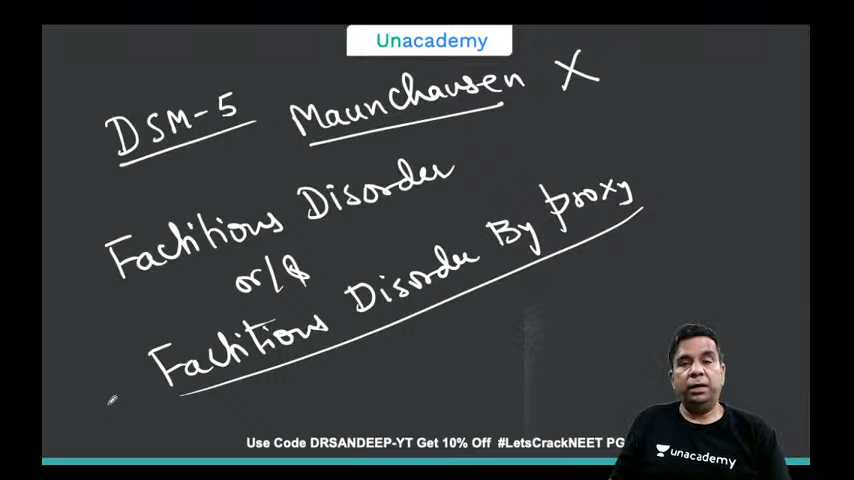 Unacademy
DSM-5 Maunchausen X
Factitious Disorder
or/&
Factitious Disorder By proxy
Use Code DRSANDEEP-YT Get 10% Off #LetsCrackNEET PG
unacademy